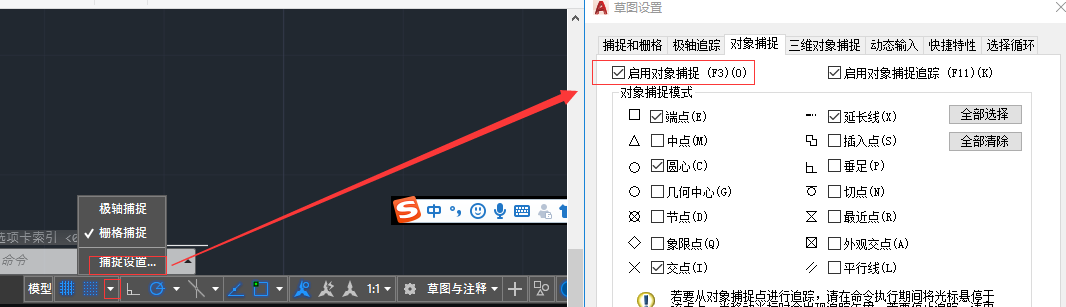 极轴捕捉
栅格捕捉
选项卡索引 <0
命令
捕捉设置...
中
模型
1:1
草图与注释
草图设置
捕捉和栅格 极轴追踪 对象捕捉 三维对象捕捉 动态输入 快捷特性 选择循环
启用对象捕捉 (F3)(O) 启用对象捕捉追踪 (F11)(K)
对象捕捉模式
端点(E) 延长线(X) 全部选择
中点(M) 插入点(S) 全部清除
圆心(C) 垂足(P)
几何中心(G) 切点(N)
节点(D) 最近点(R)
象限点(Q) 外观交点(A)
交点(I) 平行线(L)
若要从对象捕捉点进行追踪，请在命令执行期间将光标悬停于